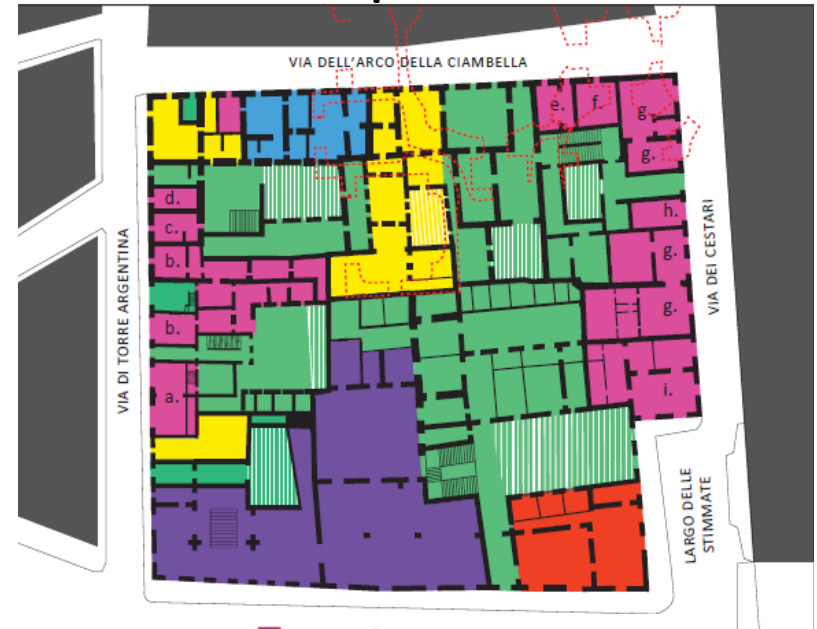 VIA DELL'ARCO DELLA CIAMBELLA
e.
f.
g.
g.
d.
c.
h.
b.
g.
b.
g.
a.
i.
VIA DI TORRE ARGENTINA
VIA DEI CESTARI
LARGO DELLE
STIMMATE